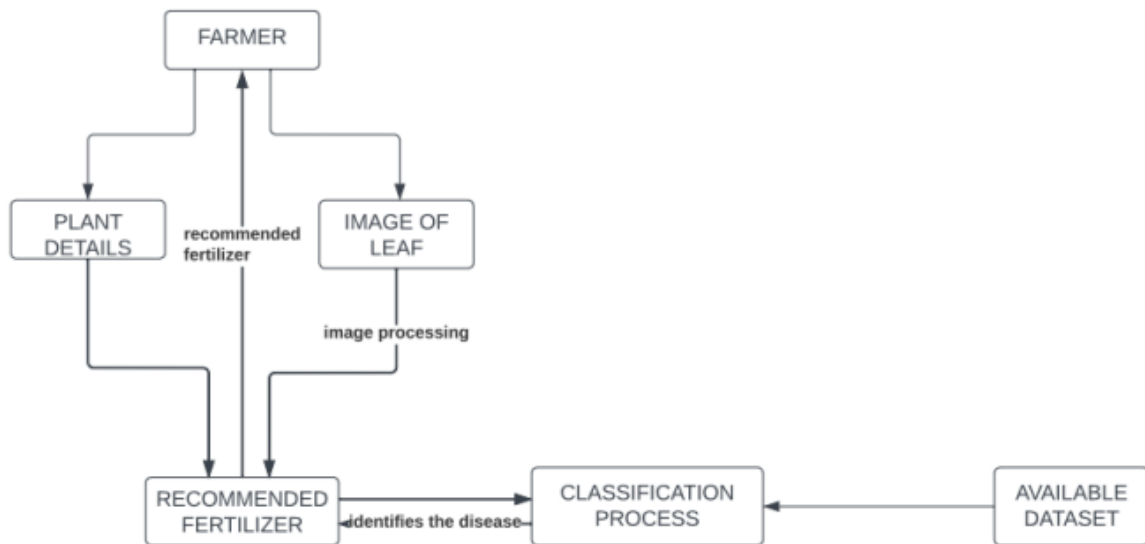 FARMER
PLANT
DETAILS
recommended
fertilizer
IMAGE OF
LEAF
image processing
RECOMMENDED
FERTILIZER
identifies the disease
CLASSIFICATION
PROCESS
AVAILABLE
DATASET